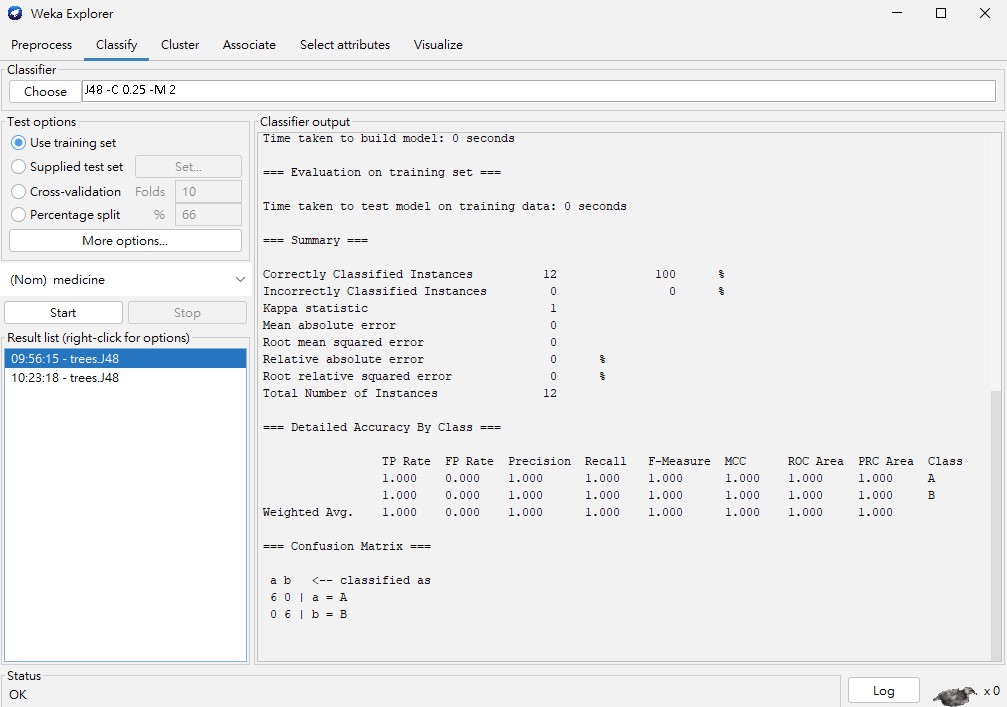 Weka Explorer
Preprocess Classify Cluster Associate Select attributes Visualize
Classifier
Choose J48 -C 0.25 -M 2
Test options
Use training set
Supplied test set Set...
Cross-validation Folds 10
Percentage split % 66
More options...
(Nom) medicine
Start Stop
Result list (right-click for options)
09:56:15 - trees.J48
10:23:18 - trees.J48
Classifier output
Time taken to build model: 0 seconds
=== Evaluation on training set ===
Time taken to test model on training data: 0 seconds
=== Summary ===
Correctly Classified Instances 12 100 %
Incorrectly Classified Instances 0 0 %
Kappa statistic 1
Mean absolute error 0
Root mean squared error 0
Relative absolute error 0 %
Root relative squared error 0 %
Total Number of Instances 12
=== Detailed Accuracy By Class ===
TP Rate FP Rate Precision Recall F-Measure MCC ROC Area PRC Area Class
1.000 0.000 1.000 1.000 1.000 1.000 1.000 1.000 A
1.000 0.000 1.000 1.000 1.000 1.000 1.000 1.000 B
Weighted Avg. 1.000 0.000 1.000 1.000 1.000 1.000 1.000 1.000
=== Confusion Matrix ===
a b <-- classified as
6 0 | a = A
0 6 | b = B
Status
OK
Log
x 0